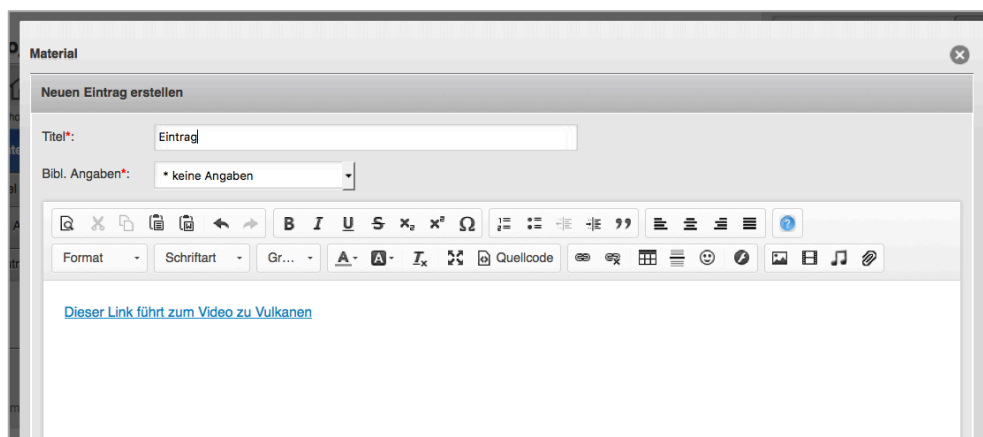 Material
Neuen Eintrag erstellen
Titel*:
Eintrag
Bibl. Angaben*:
* keine Angaben
B I U S x₂ x² Ω
Format Schriftart Gr... A A Tx Quellcode
Dieser Link führt zum Video zu Vulkanen